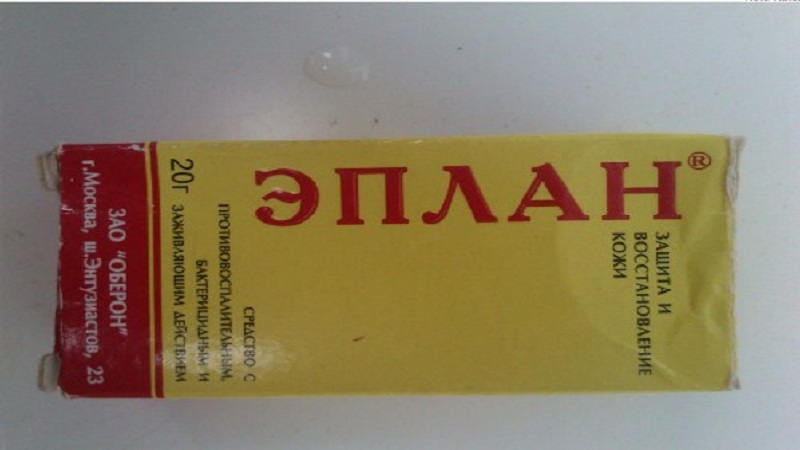 ЭПЛАН®
ЗАЩИТА И
ВОССТАНОВЛЕНИЕ
КОЖИ
СРЕДСТВО С
ПРОТИВОВОСПАЛИТЕЛЬНЫМ,
БАКТЕРИЦИДНЫМ И
ЗАЖИВЛЯЮЩИМ ДЕЙСТВИЕМ
20г
ЗАО "ОБЕРОН"
г.Москва, ш.Энтузиастов, 23